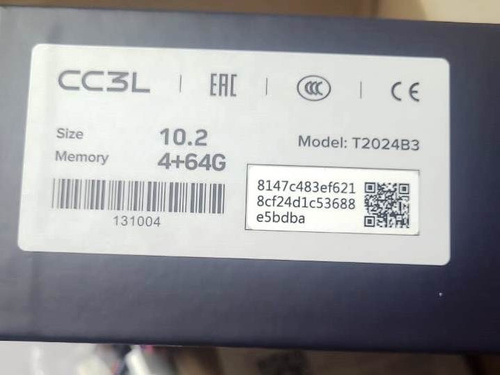 CC3L | EAC | CCC | CE
Size 10.2 Model: T2024B3
Memory 4+64G
131004
8147c483ef621
8cf24d1c53688
e5bdba